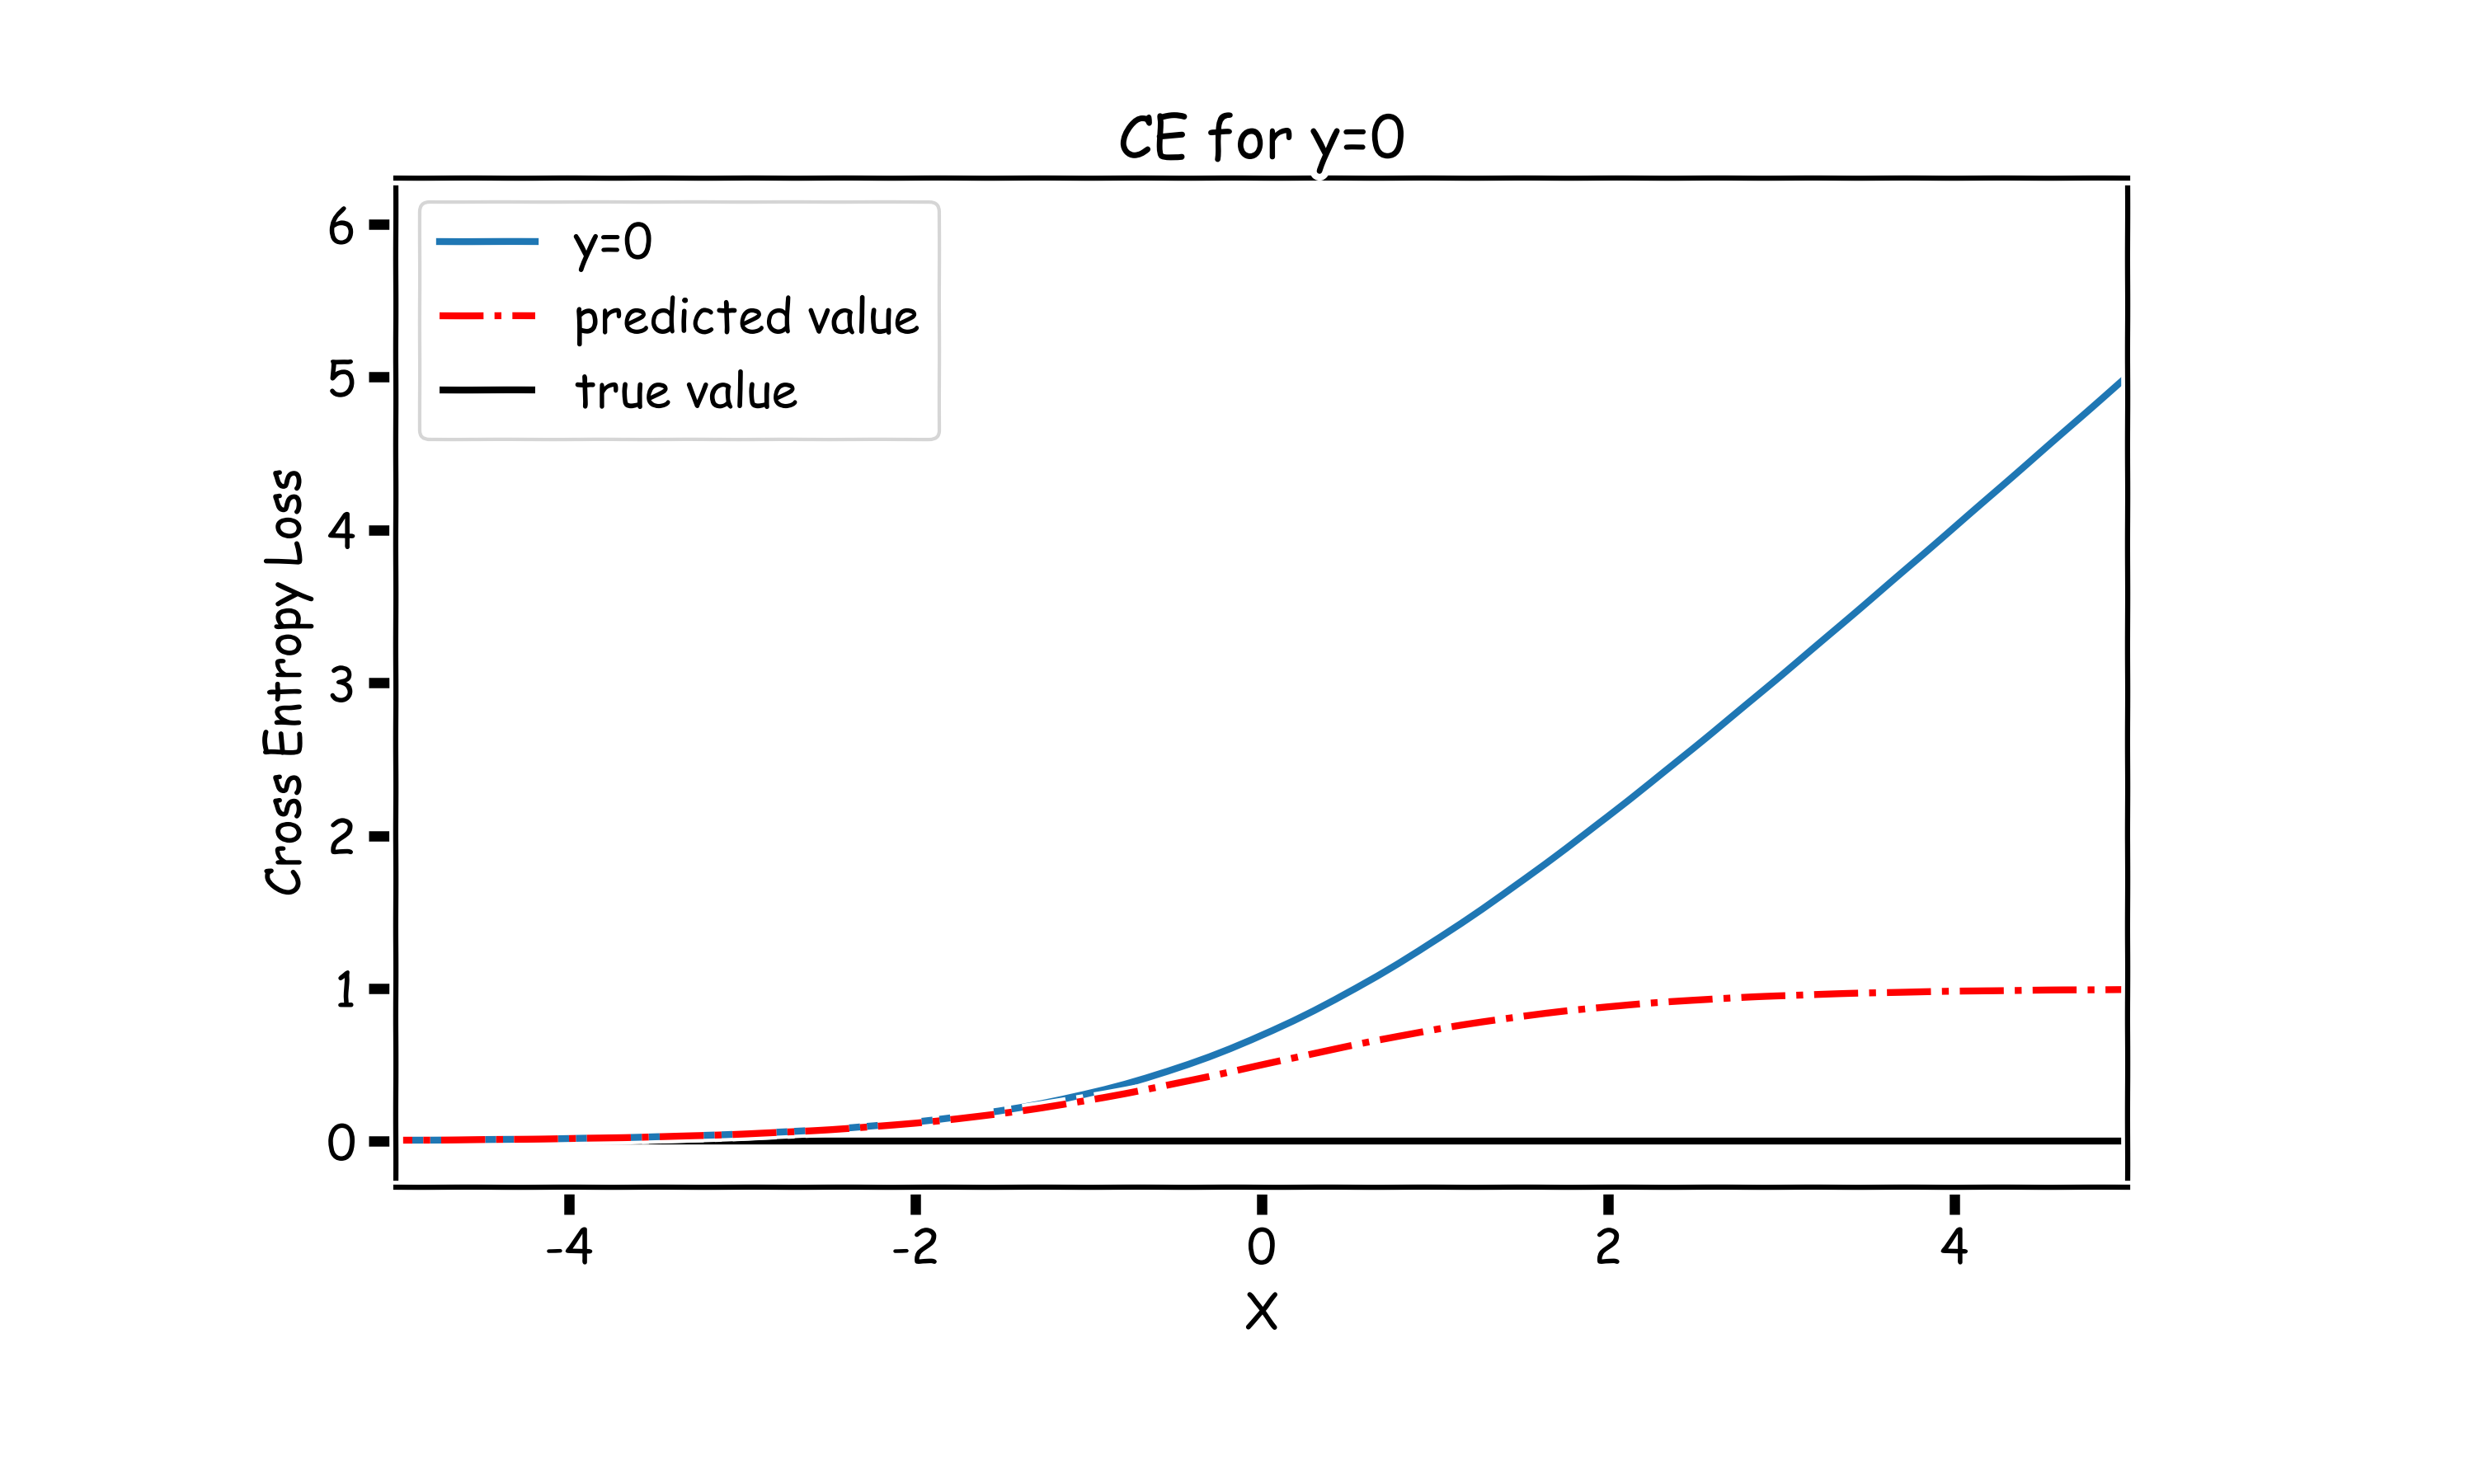 CE for y=0
y=0
predicted value
true value
Cross Entropy Loss
6
5
4
3
2
1
0
-4 -2 0 2 4
X